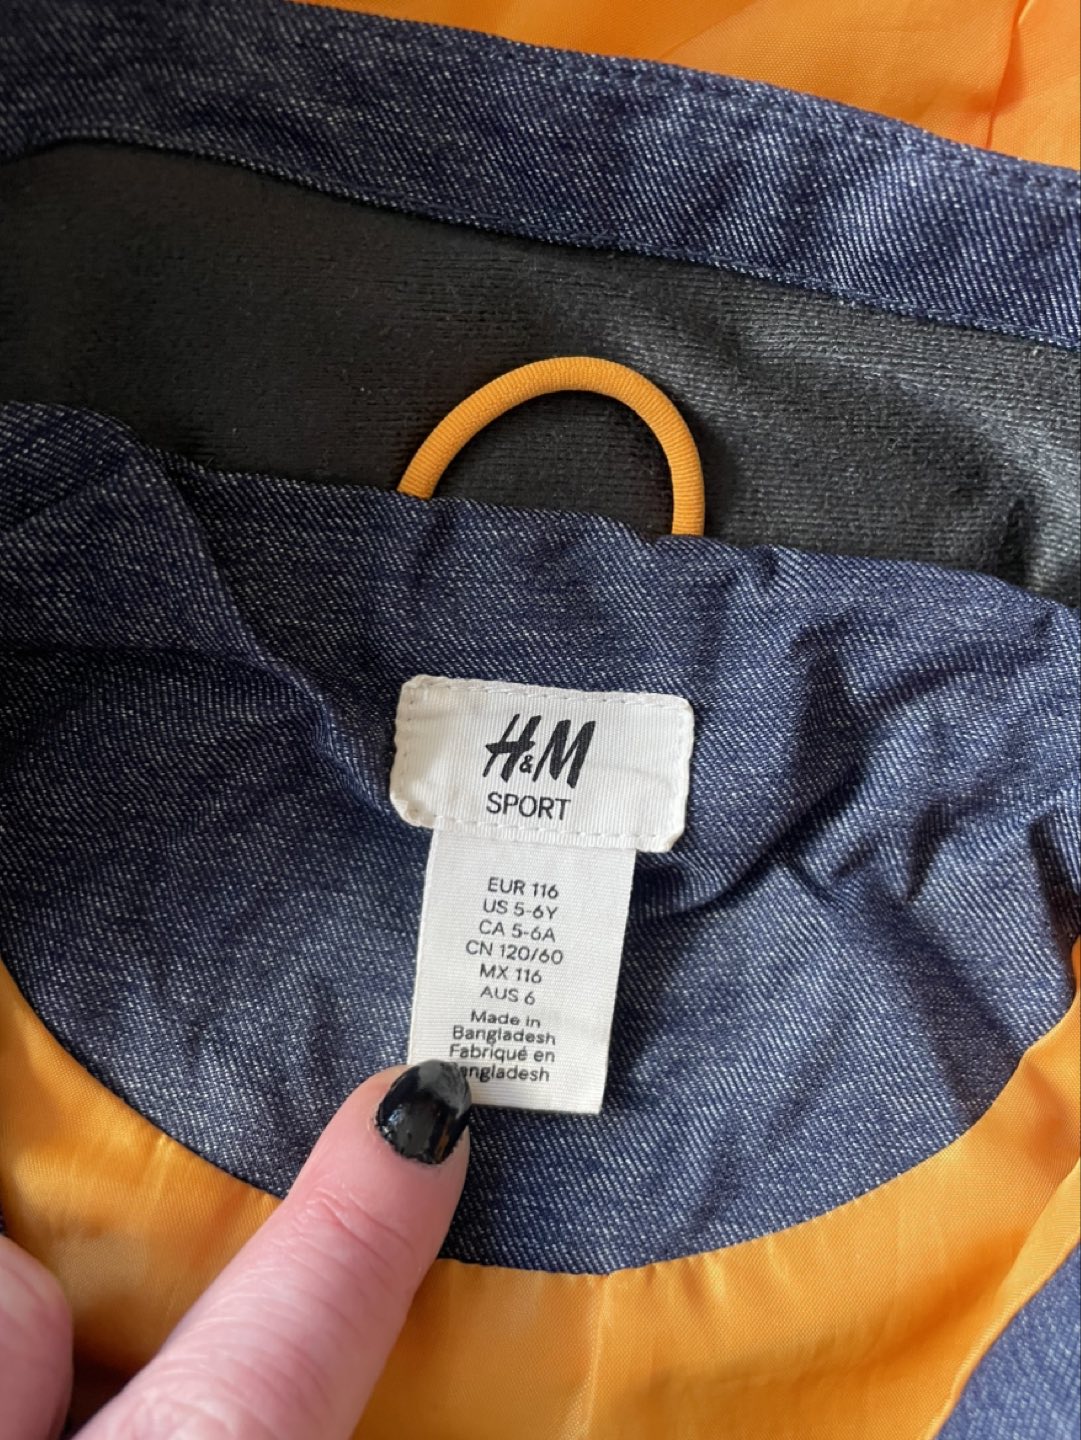 H&M
SPORT
EUR 116
US 5-6Y
CA 5-6A
CN 120/60
MX 116
AUS 6
Made in
Bangladesh
Fabriqué en
angladesh